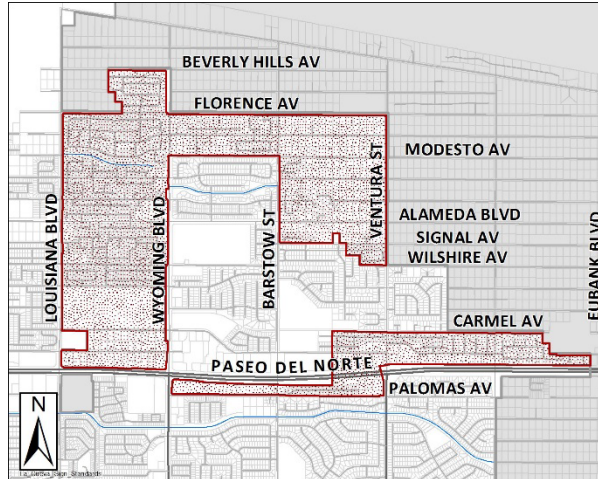 BEVERLY HILLS AV
FLORENCE AV
MODESTO AV
VENTURA ST
ALAMEDA BLVD
SIGNAL AV
WILSHIRE AV
LOUISIANA BLVD
WYOMING BLVD
BARSTOW ST
EUBANK BLVD
CARMEL AV
PASEO DEL NORTE
PALOMAS AV
N